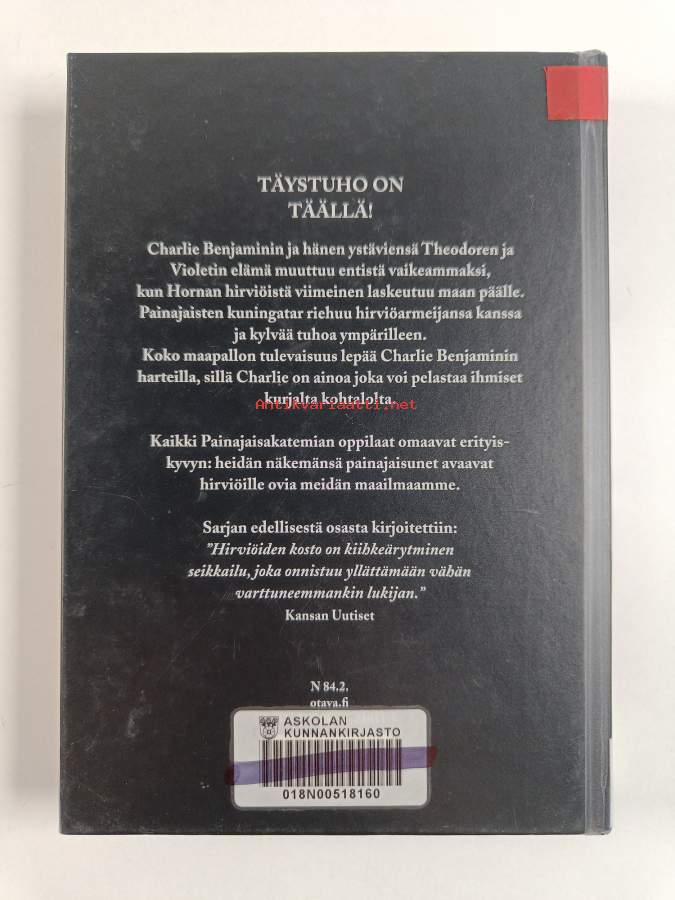 TÄYSTUHO ON
TÄÄLLÄ!
Charlie Benjaminin ja hänen ystäviensä Theodoren ja
Violetin elämä muuttuu entistä vaikeammaksi,
kun Hornan hirviöistä viimeinen laskeutuu maan päälle.
Painajaisten kuningatar riehuu hirviöarmeijansa kanssa
ja kylvää tuhoa ympärilleen.
Koko maapallon tulevaisuus lepää Charlie Benjaminin
harteilla, sillä Charlie on ainoa joka voi pelastaa ihmiset
kurjalta kohtalolta.
Antikvariaatti.net
Kaikki Painajaisakatemian oppilaat omaavat erityis-
kyvyn: heidän näkemänsä painajaisunet avaavat
hirviöille ovia meidän maailmaamme.
Sarjan edellisestä osasta kirjoitettiin:
"Hirviöiden kosto on kiihkeärytminen
seikkailu, joka onnistuu yllättämään vähän
varttuneemmankin lukijan."
Kansan Uutiset
N 84.2.
otava.fi
ASKOLAN
KUNNANKIRJASTO
018N00518160